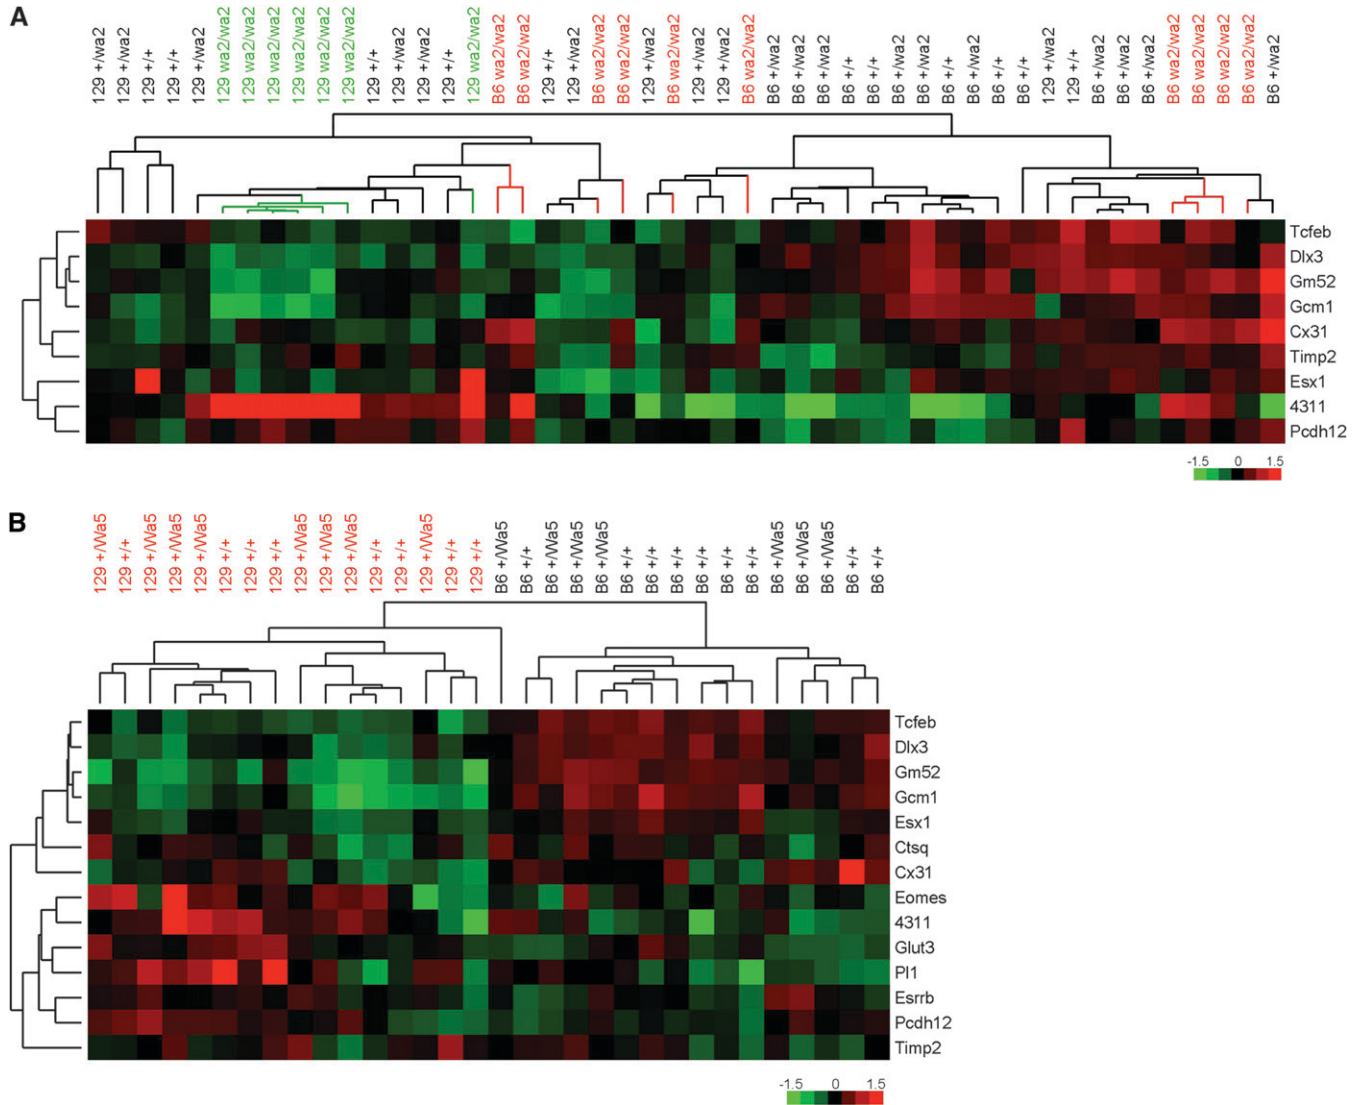 A
129 +/wa2
129 +/wa2
129 +/+
129 +/+
129 +/wa2
129 wa2/wa2
129 wa2/wa2
129 wa2/wa2
129 wa2/wa2
129 wa2/wa2
129 wa2/wa2
129 +/+
129 +/wa2
129 +/wa2
129 +/+
129 wa2/wa2
B6 wa2/wa2
B6 wa2/wa2
129 +/+
129 +/wa2
B6 wa2/wa2
B6 wa2/wa2
129 +/wa2
B6 wa2/wa2
129 +/wa2
129 +/wa2
B6 wa2/wa2
B6 +/wa2
B6 +/wa2
B6 +/wa2
B6 +/+
B6 +/+
B6 +/wa2
B6 +/wa2
B6 +/wa2
B6 +/wa2
B6 +/+
B6 +/+
129 +/wa2
129 +/+
B6 +/wa2
B6 +/wa2
B6 +/wa2
B6 wa2/wa2
B6 wa2/wa2
B6 wa2/wa2
B6 wa2/wa2
B6 +/wa2
Tcfeb
Dlx3
Gm52
Gcm1
Cx31
Timp2
Esx1
4311
Pcdh12
-1.5 0 1.5
B
129 +/Wa5
129 +/+
129 +/Wa5
129 +/Wa5
129 +/Wa5
129 +/+
129 +/+
129 +/+
129 +/Wa5
129 +/Wa5
129 +/Wa5
129 +/+
129 +/+
129 +/Wa5
129 +/+
129 +/+
B6 +/Wa5
B6 +/+
B6 +/Wa5
B6 +/Wa5
B6 +/Wa5
B6 +/+
B6 +/+
B6 +/+
B6 +/+
B6 +/+
B6 +/+
B6 +/Wa5
B6 +/Wa5
B6 +/Wa5
B6 +/+
B6 +/+
Tcfeb
Dlx3
Gm52
Gcm1
Esx1
Ctsq
Cx31
Eomes
4311
Glut3
Pl1
Esrrb
Pcdh12
Timp2
-1.5 0 1.5